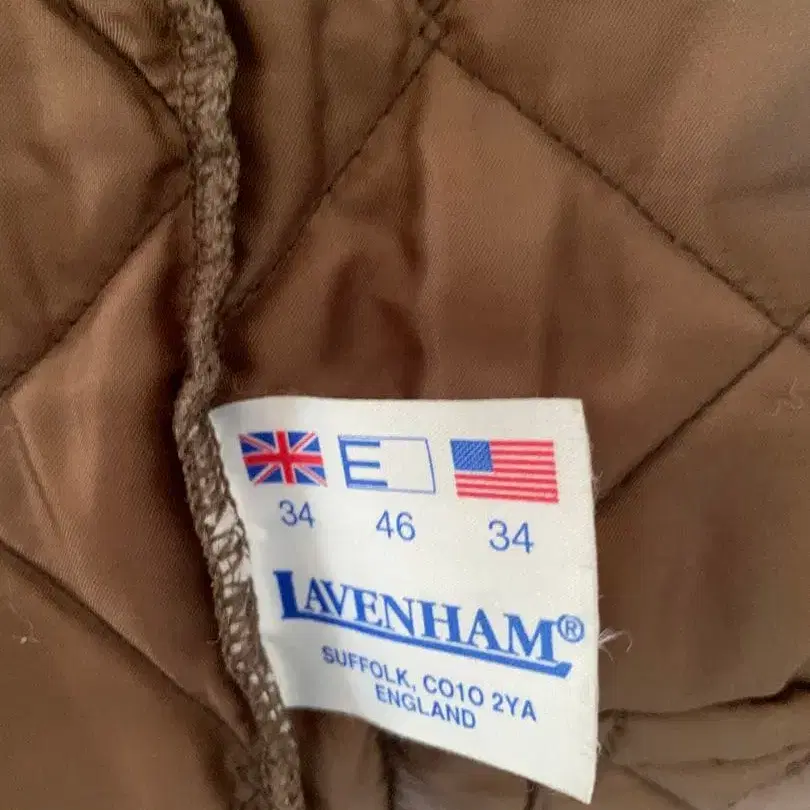 E
34 46 34
LAVENHAM®
SUFFOLK, CO10 2YA
ENGLAND